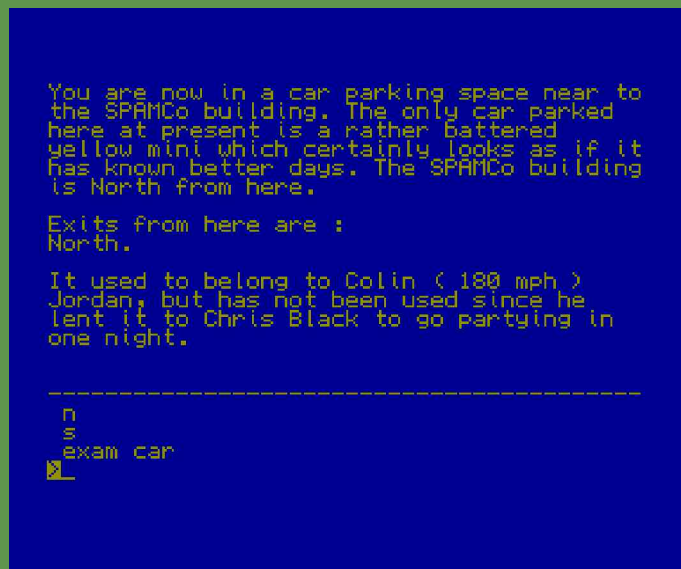 You are now in a car parking space near to
the SPAMCo building. The only car parked
here at present is a rather battered
yellow mini which certainly looks as if it
has known better days. The SPAMCo building
is North from here.
Exits from here are :
North.
It used to belong to Colin ( 180 mph )
Jordan, but has not been used since he
lent it to Chris Black to go partying in
one night.
n
s
exam car
>_